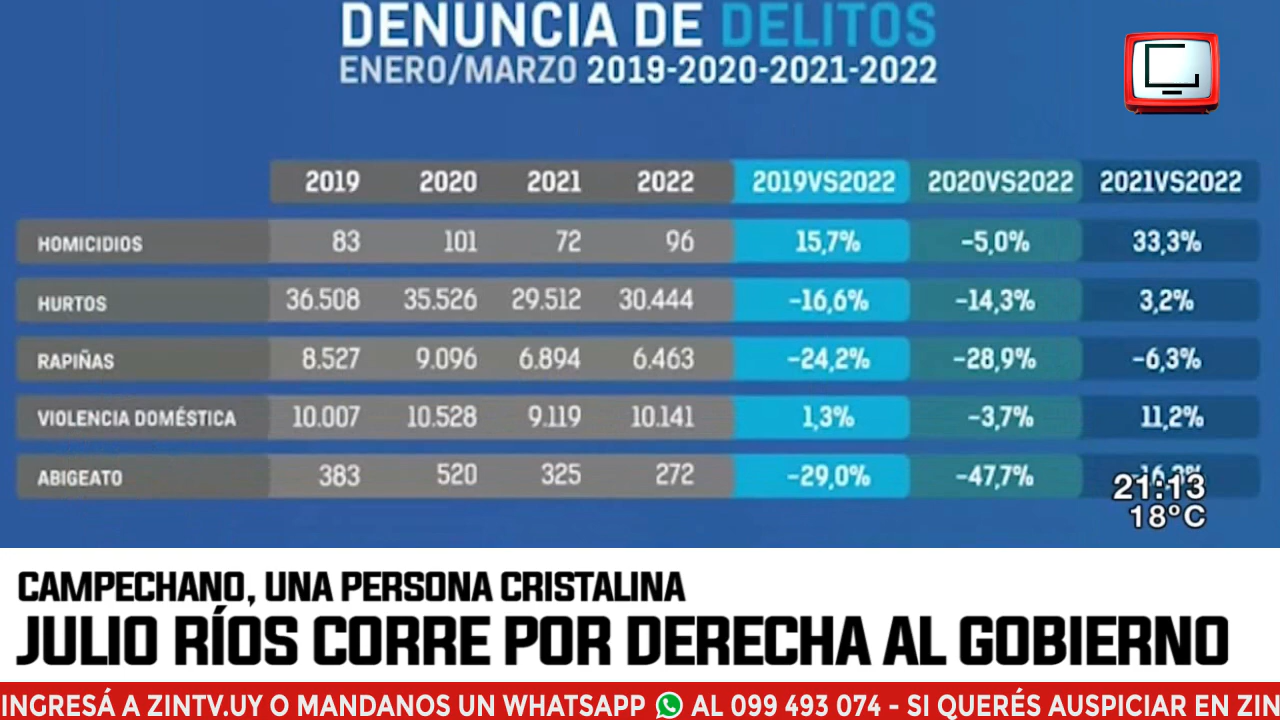 DENUNCIA DE DELITOS
ENERO/MARZO 2019-2020-2021-2022
2019 2020 2021 2022 2019VS2022 2020VS2022 2021VS2022
HOMICIDIOS 83 101 72 96 15,7% -5,0% 33,3%
HURTOS 36.508 35.526 29.512 30.444 -16,6% -14,3% 3,2%
RAPIÑAS 8.527 9.096 6.894 6.463 -24,2% -28,9% -6,3%
VIOLENCIA DOMÉSTICA 10.007 10.528 9.119 10.141 1,3% -3,7% 11,2%
ABIGEATO 383 520 325 272 -29,0% -47,7%
21:13
18°C
CAMPECHANO, UNA PERSONA CRISTALINA
JULIO RÍOS CORRE POR DERECHA AL GOBIERNO
INGRESÁ A ZINTV.UY O MANDANOS UN WHATSAPP AL 099 493 074 - SI QUERÉS AUSPICIAR EN ZIN